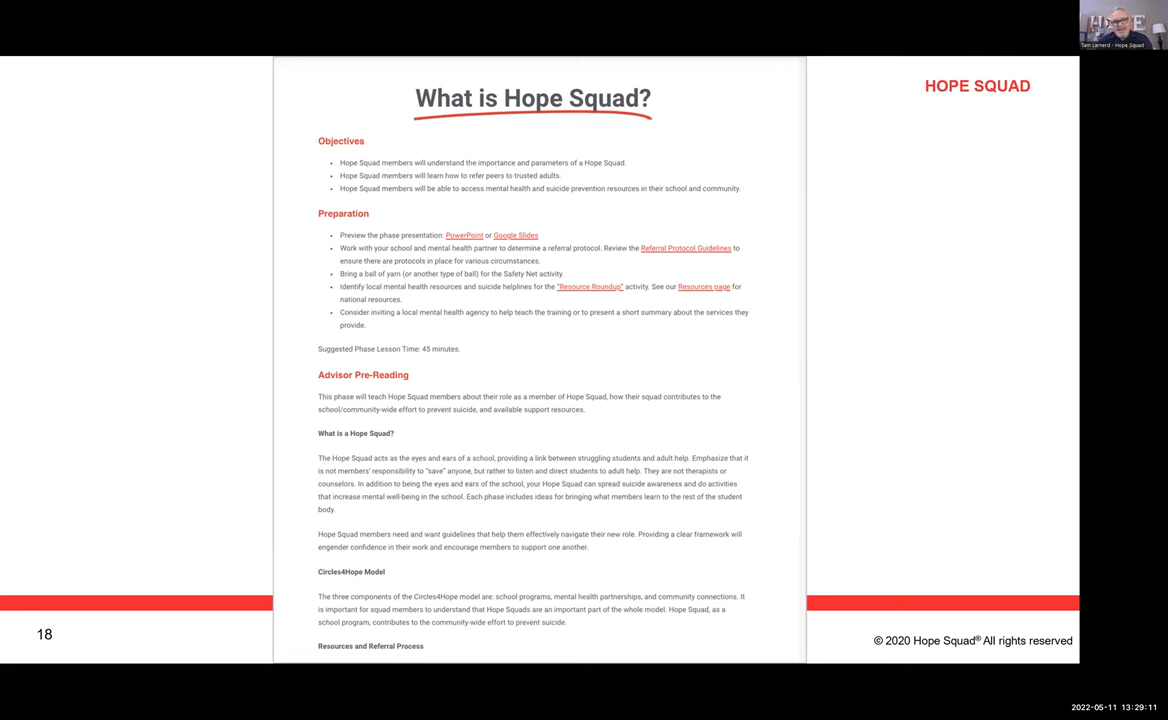 HOPE
Tam Larnerd - Hope Squad
HOPE SQUAD
What is Hope Squad?
Objectives
• Hope Squad members will understand the importance and parameters of a Hope Squad.
• Hope Squad members will learn how to refer peers to trusted adults.
• Hope Squad members will be able to access mental health and suicide prevention resources in their school and community.
Preparation
• Preview the phase presentation: PowerPoint or Google Slides
• Work with your school and mental health partner to determine a referral protocol. Review the Referral Protocol Guidelines to
ensure there are protocols in place for various circumstances.
• Bring a ball of yarn (or another type of ball) for the Safety Net activity.
• Identify local mental health resources and suicide helplines for the "Resource Roundup" activity. See our Resources page for
national resources.
• Consider inviting a local mental health agency to help teach the training or to present a short summary about the services they
provide.
Suggested Phase Lesson Time: 45 minutes.
Advisor Pre-Reading
This phase will teach Hope Squad members about their role as a member of Hope Squad, how their squad contributes to the
school/community-wide effort to prevent suicide, and available support resources.
What is a Hope Squad?
The Hope Squad acts as the eyes and ears of a school, providing a link between struggling students and adult help. Emphasize that it
is not members' responsibility to "save" anyone, but rather to listen and direct students to adult help. They are not therapists or
counselors. In addition to being the eyes and ears of the school, your Hope Squad can spread suicide awareness and do activities
that increase mental well-being in the school. Each phase includes ideas for bringing what members learn to the rest of the student
body.
Hope Squad members need and want guidelines that help them effectively navigate their new role. Providing a clear framework will
engender confidence in their work and encourage members to support one another.
Circles4Hope Model
The three components of the Circles4Hope model are: school programs, mental health partnerships, and community connections. It
is important for squad members to understand that Hope Squads are an important part of the whole model. Hope Squad, as a
school program, contributes to the community-wide effort to prevent suicide.
Resources and Referral Process
18
© 2020 Hope Squad® All rights reserved
2022-05-11 13:29:11